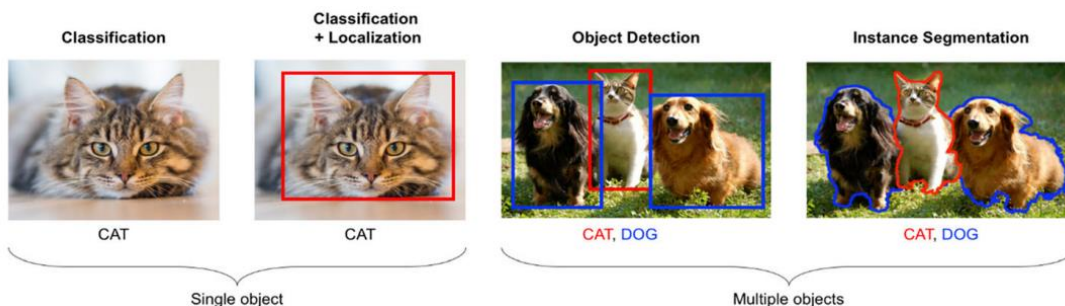 Classification
Classification
+ Localization
Object Detection
Instance Segmentation
CAT
CAT
CAT, DOG
CAT, DOG
Single object
Multiple objects